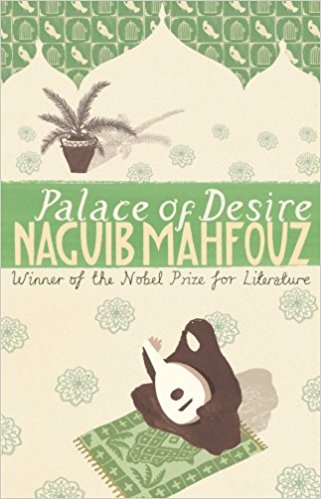 Palace of Desire
NAGUIB MAHFOUZ
Winner of the Nobel Prize for Literature